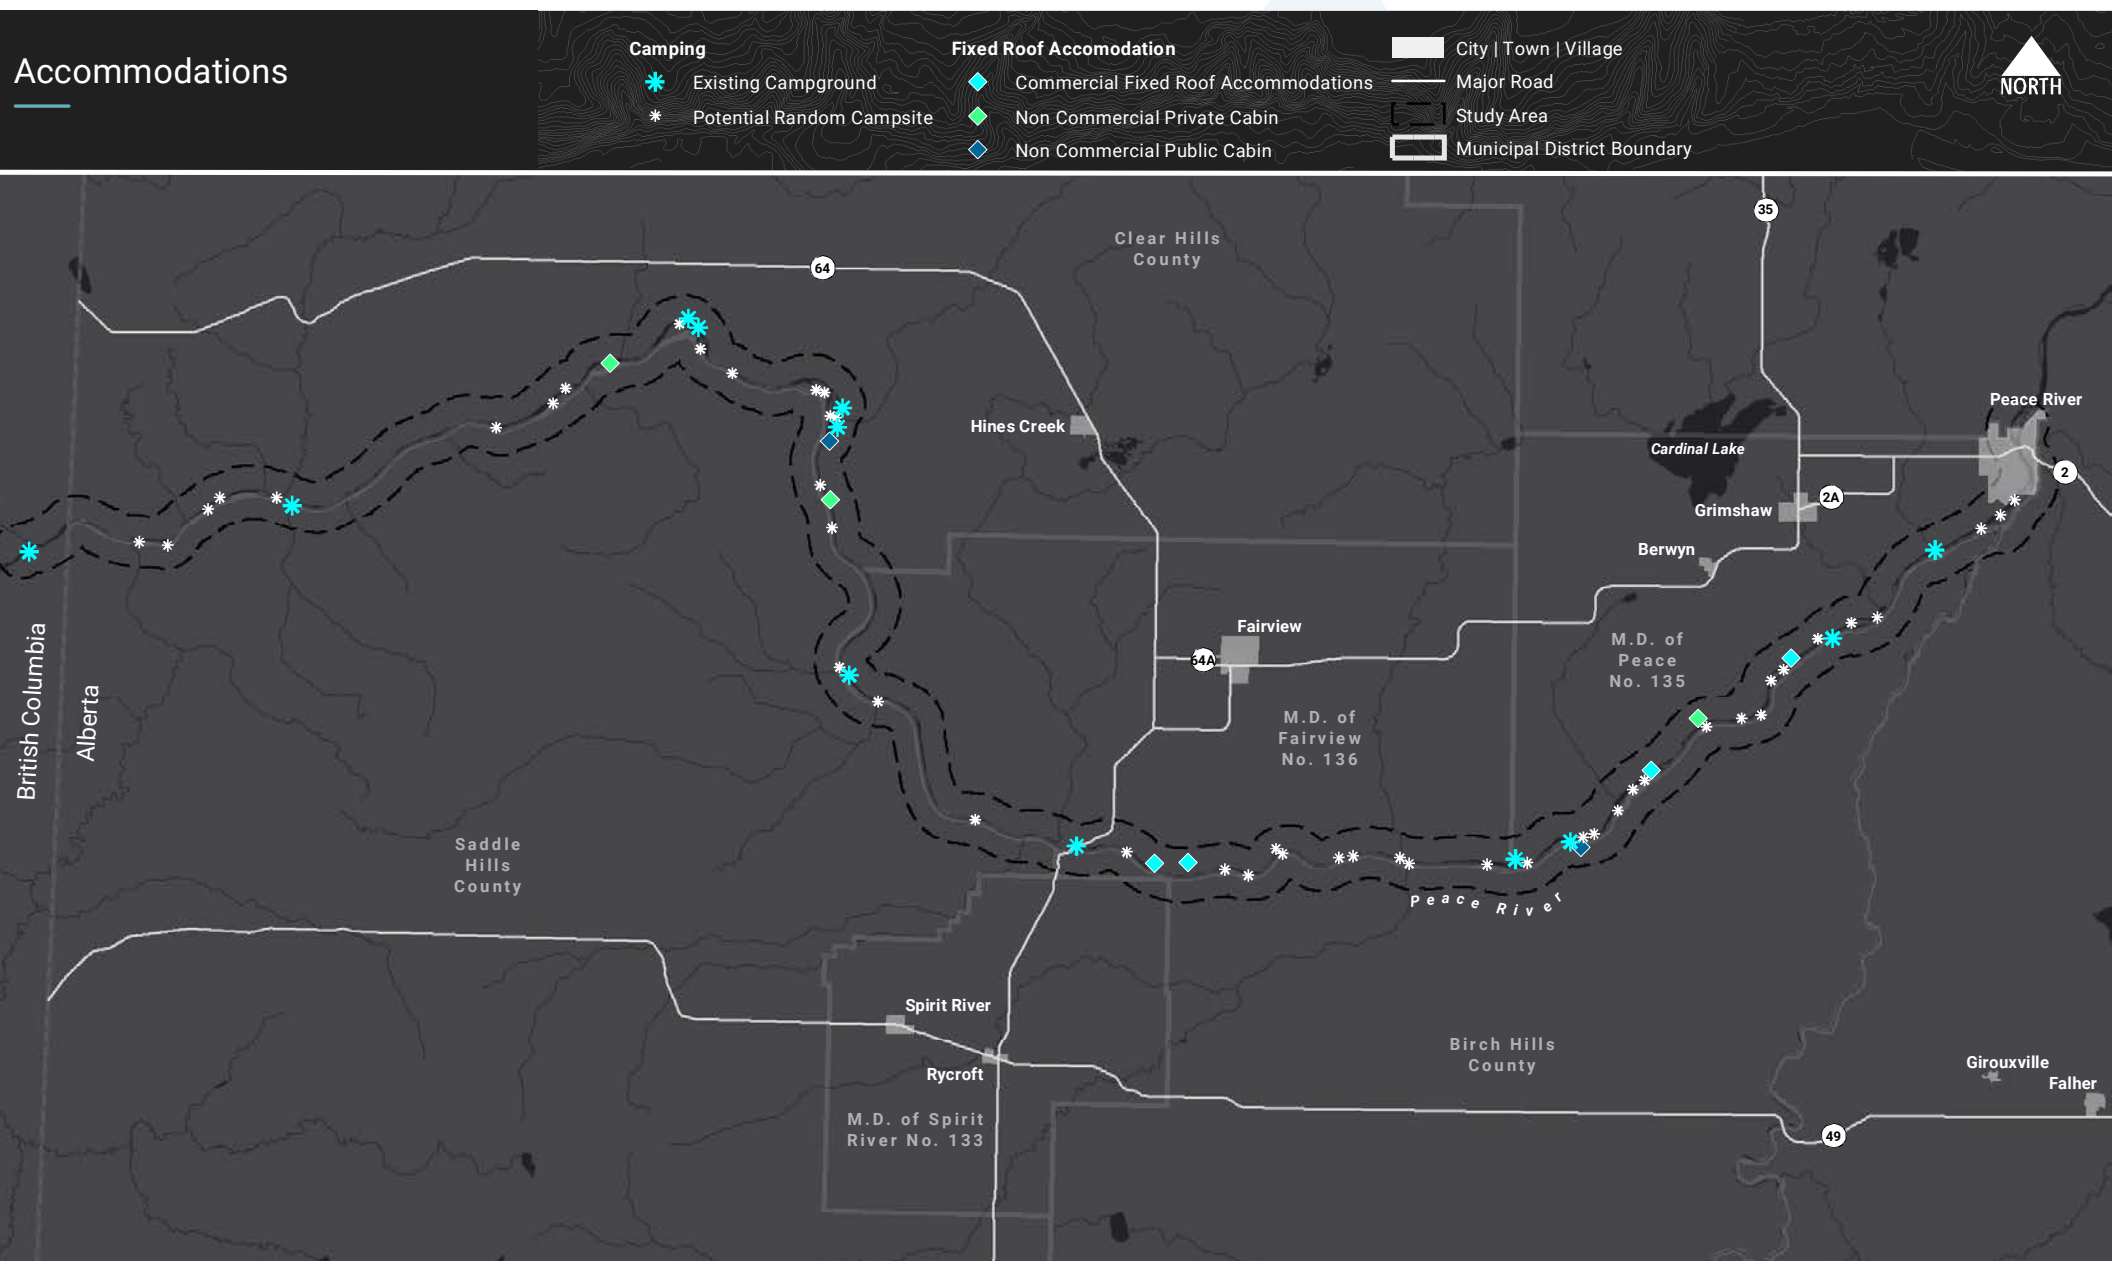 Accommodations
Camping
Existing Campground
Potential Random Campsite
Fixed Roof Accomodation
Commercial Fixed Roof Accommodations
Non Commercial Private Cabin
Non Commercial Public Cabin
City | Town | Village
Major Road
Study Area
Municipal District Boundary
NORTH
35
Clear Hills
County
64
Peace River
Hines Creek
Cardinal Lake
2
2A
Grimshaw
Berwyn
British Columbia
Alberta
Fairview
64A
M.D. of
Peace
No. 135
M.D. of
Fairview
No. 136
Saddle
Hills
County
Peace River
Spirit River
Rycroft
Birch Hills
County
Girouxville
Falher
M.D. of Spirit
River No. 133
49